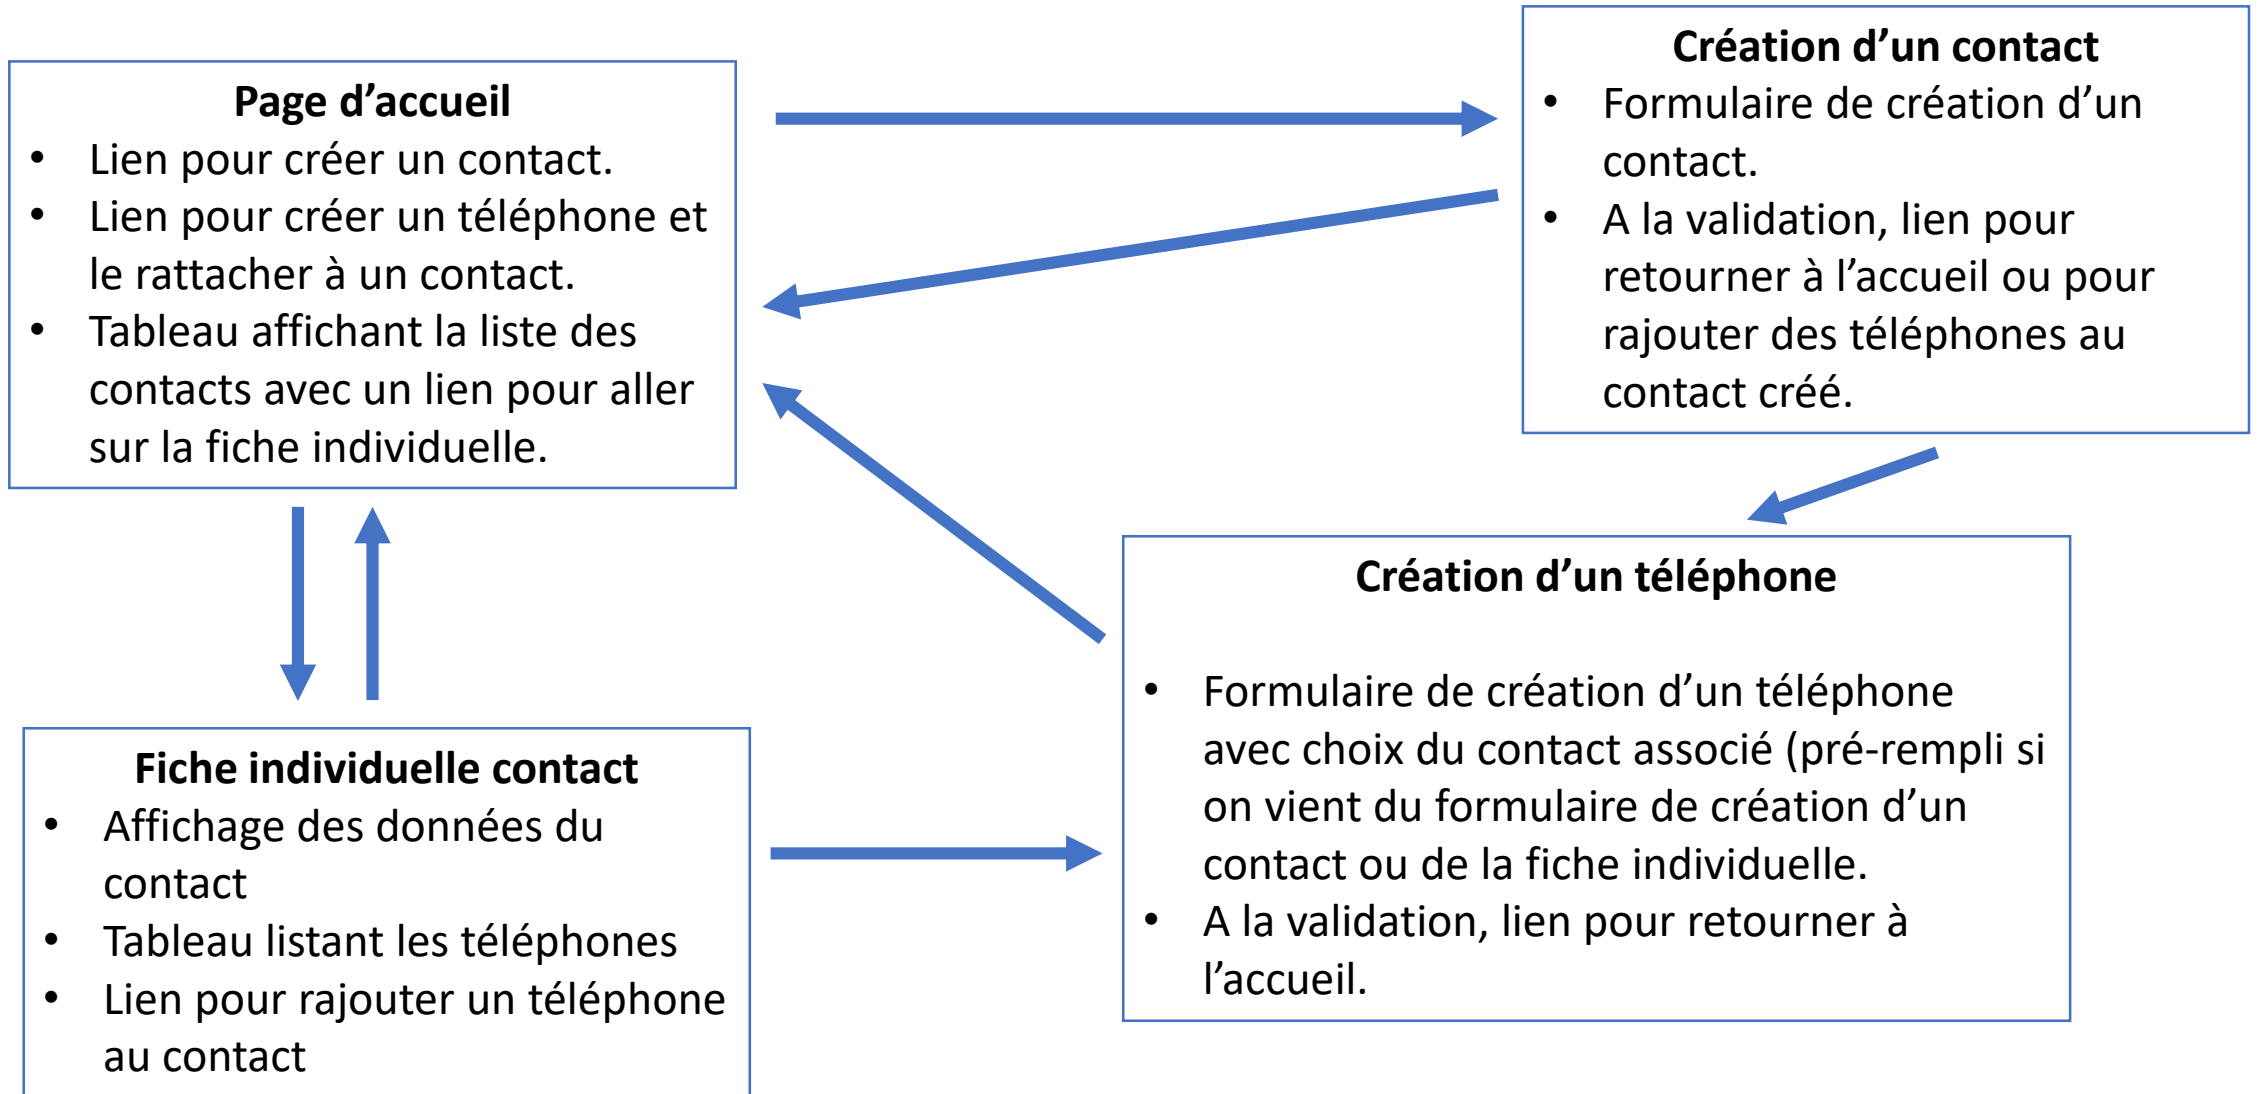 Page d’accueil
• Lien pour créer un contact.
• Lien pour créer un téléphone et
le rattacher à un contact.
• Tableau affichant la liste des
contacts avec un lien pour aller
sur la fiche individuelle.
Création d’un contact
• Formulaire de création d’un
contact.
• A la validation, lien pour
retourner à l’accueil ou pour
rajouter des téléphones au
contact créé.
Fiche individuelle contact
• Affichage des données du
contact
• Tableau listant les téléphones
• Lien pour rajouter un téléphone
au contact
Création d’un téléphone
• Formulaire de création d’un téléphone
avec choix du contact associé (pré-rempli si
on vient du formulaire de création d’un
contact ou de la fiche individuelle.
• A la validation, lien pour retourner à
l’accueil.